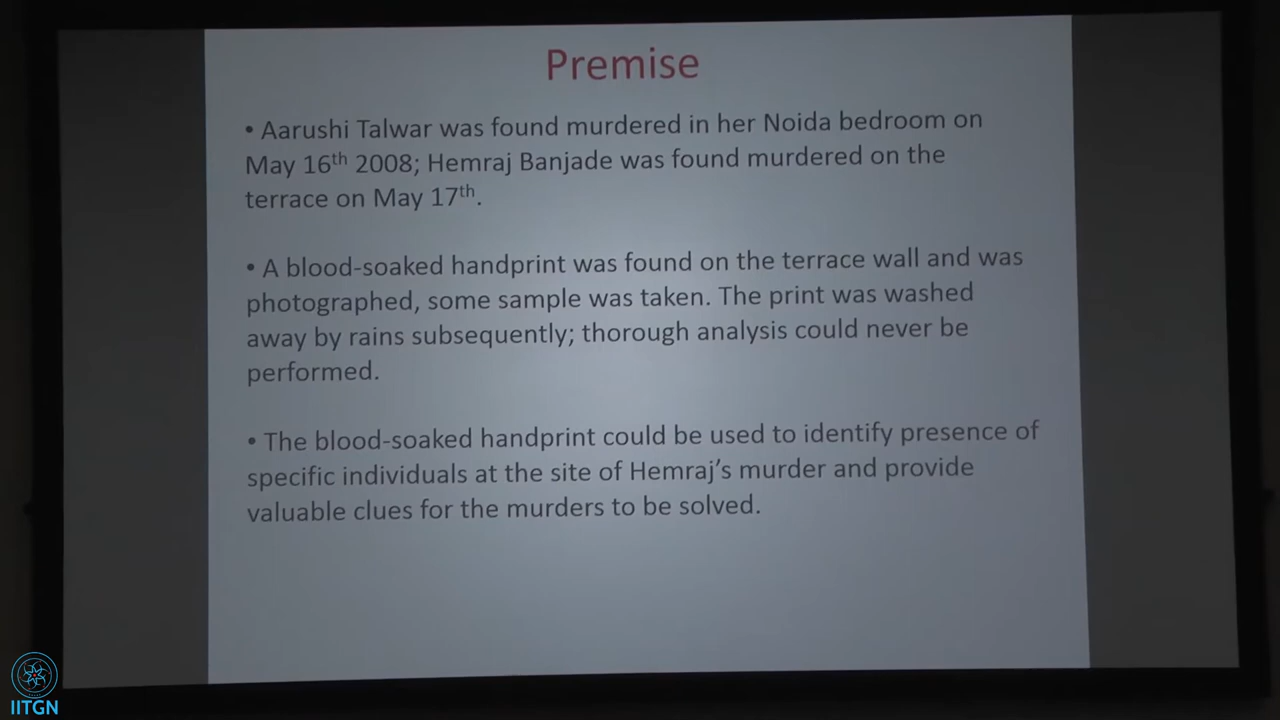 Premise
• Aarushi Talwar was found murdered in her Noida bedroom on
May 16th 2008; Hemraj Banjade was found murdered on the
terrace on May 17th.
• A blood-soaked handprint was found on the terrace wall and was
photographed, some sample was taken. The print was washed
away by rains subsequently; thorough analysis could never be
performed.
• The blood-soaked handprint could be used to identify presence of
specific individuals at the site of Hemraj's murder and provide
valuable clues for the murders to be solved.
IITGN